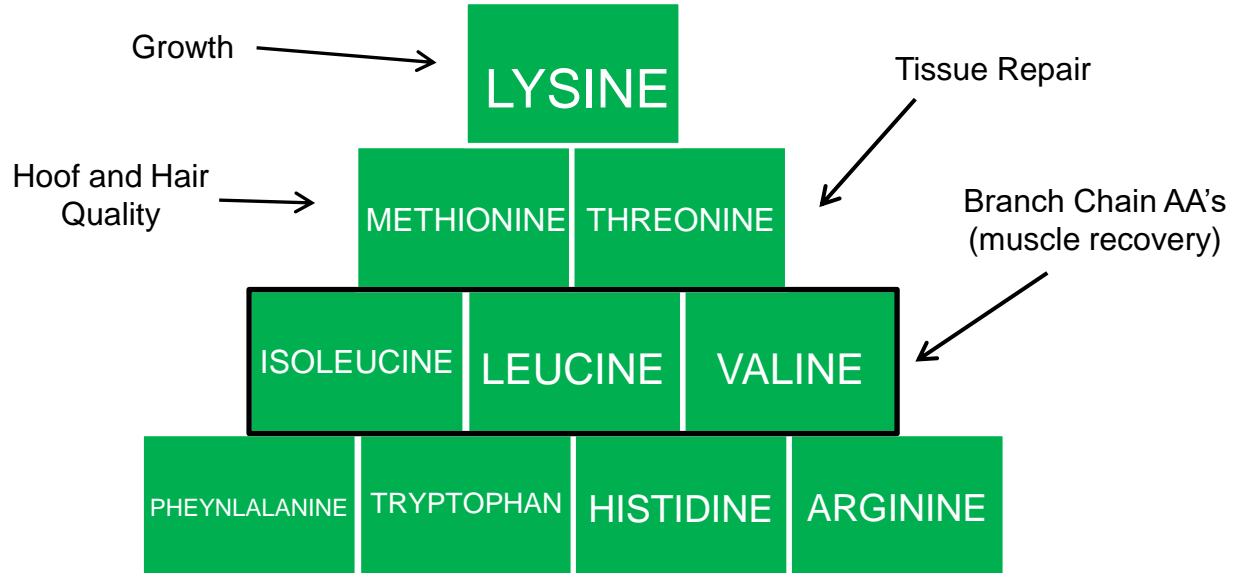 Growth
LYSINE
Tissue Repair
Hoof and Hair
Quality
METHIONINE
THREONINE
Branch Chain AA's
(muscle recovery)
ISOLEUCINE
LEUCINE
VALINE
PHEYNLALANINE
TRYPTOPHAN
HISTIDINE
ARGININE